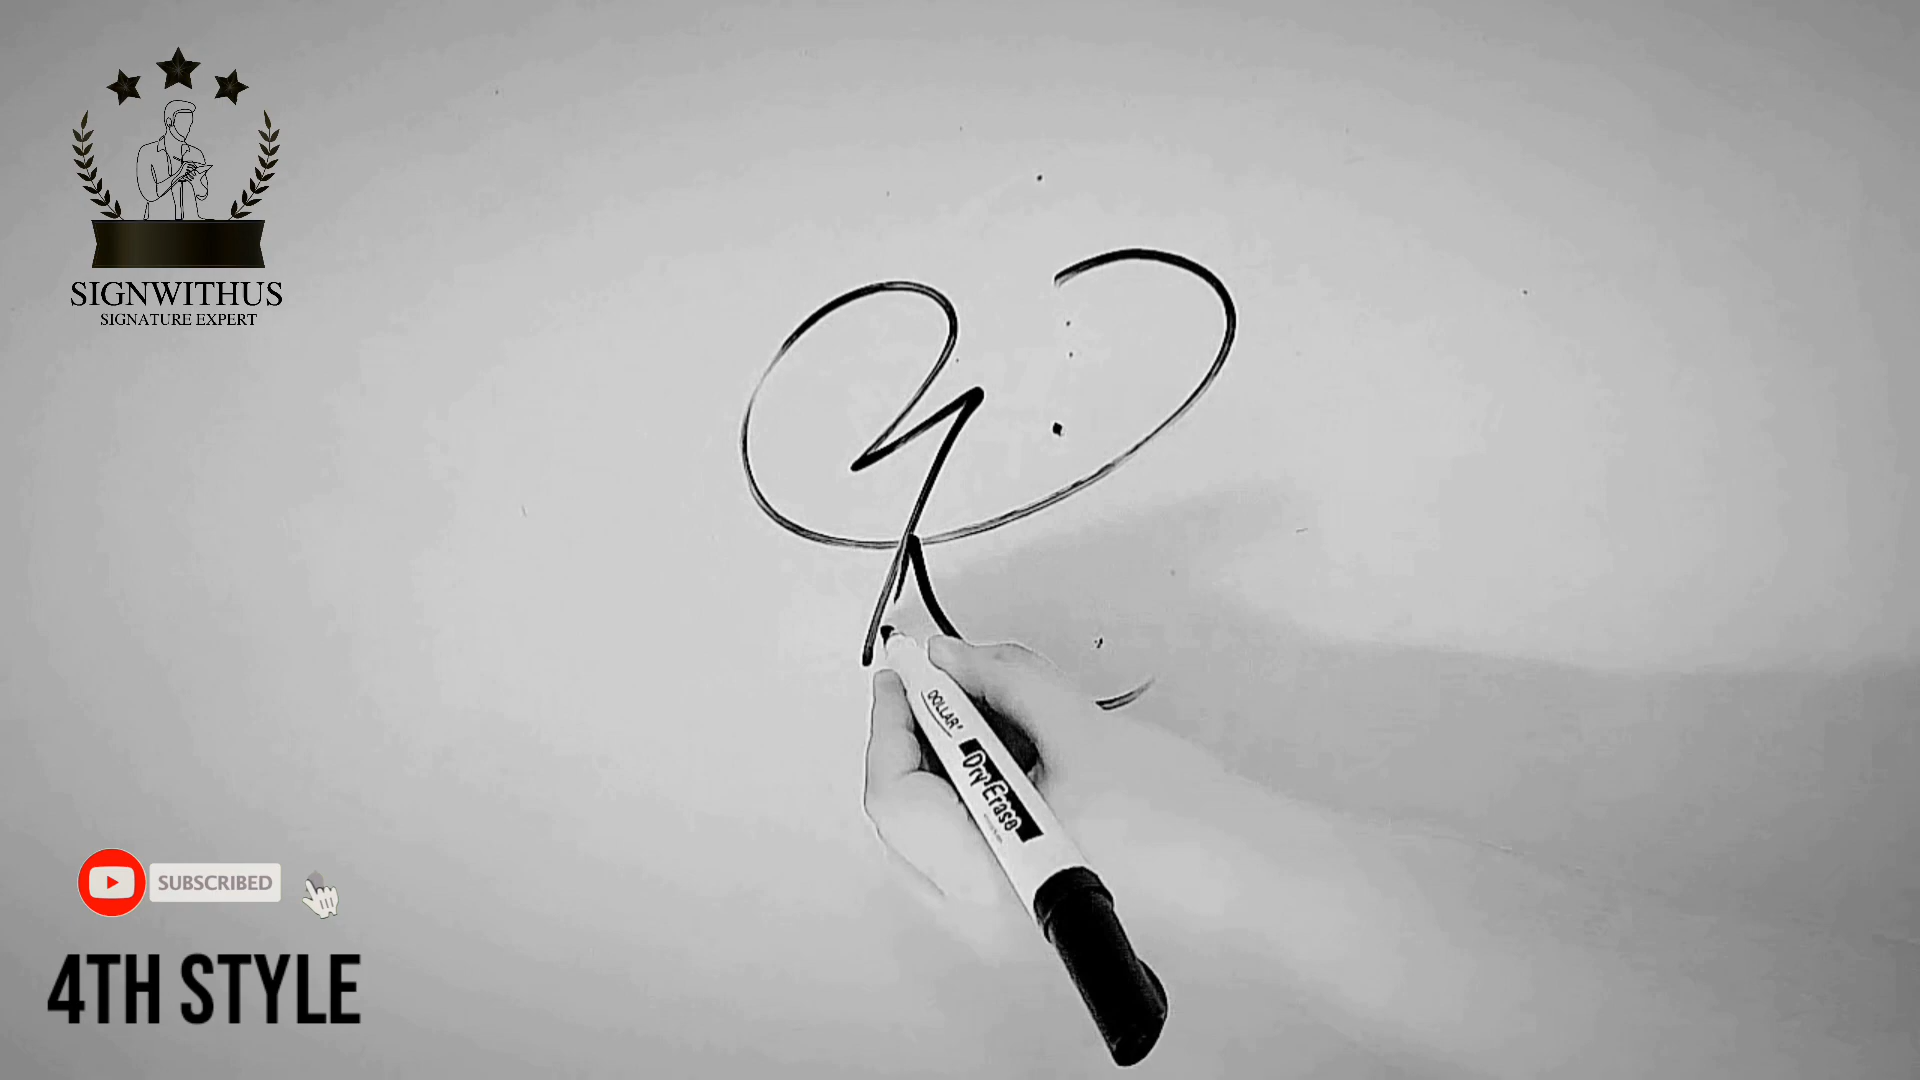 SIGNWITHUS
SIGNATURE EXPERT
DOLLAR
Dry Erase
SUBSCRIBED
4TH STYLE